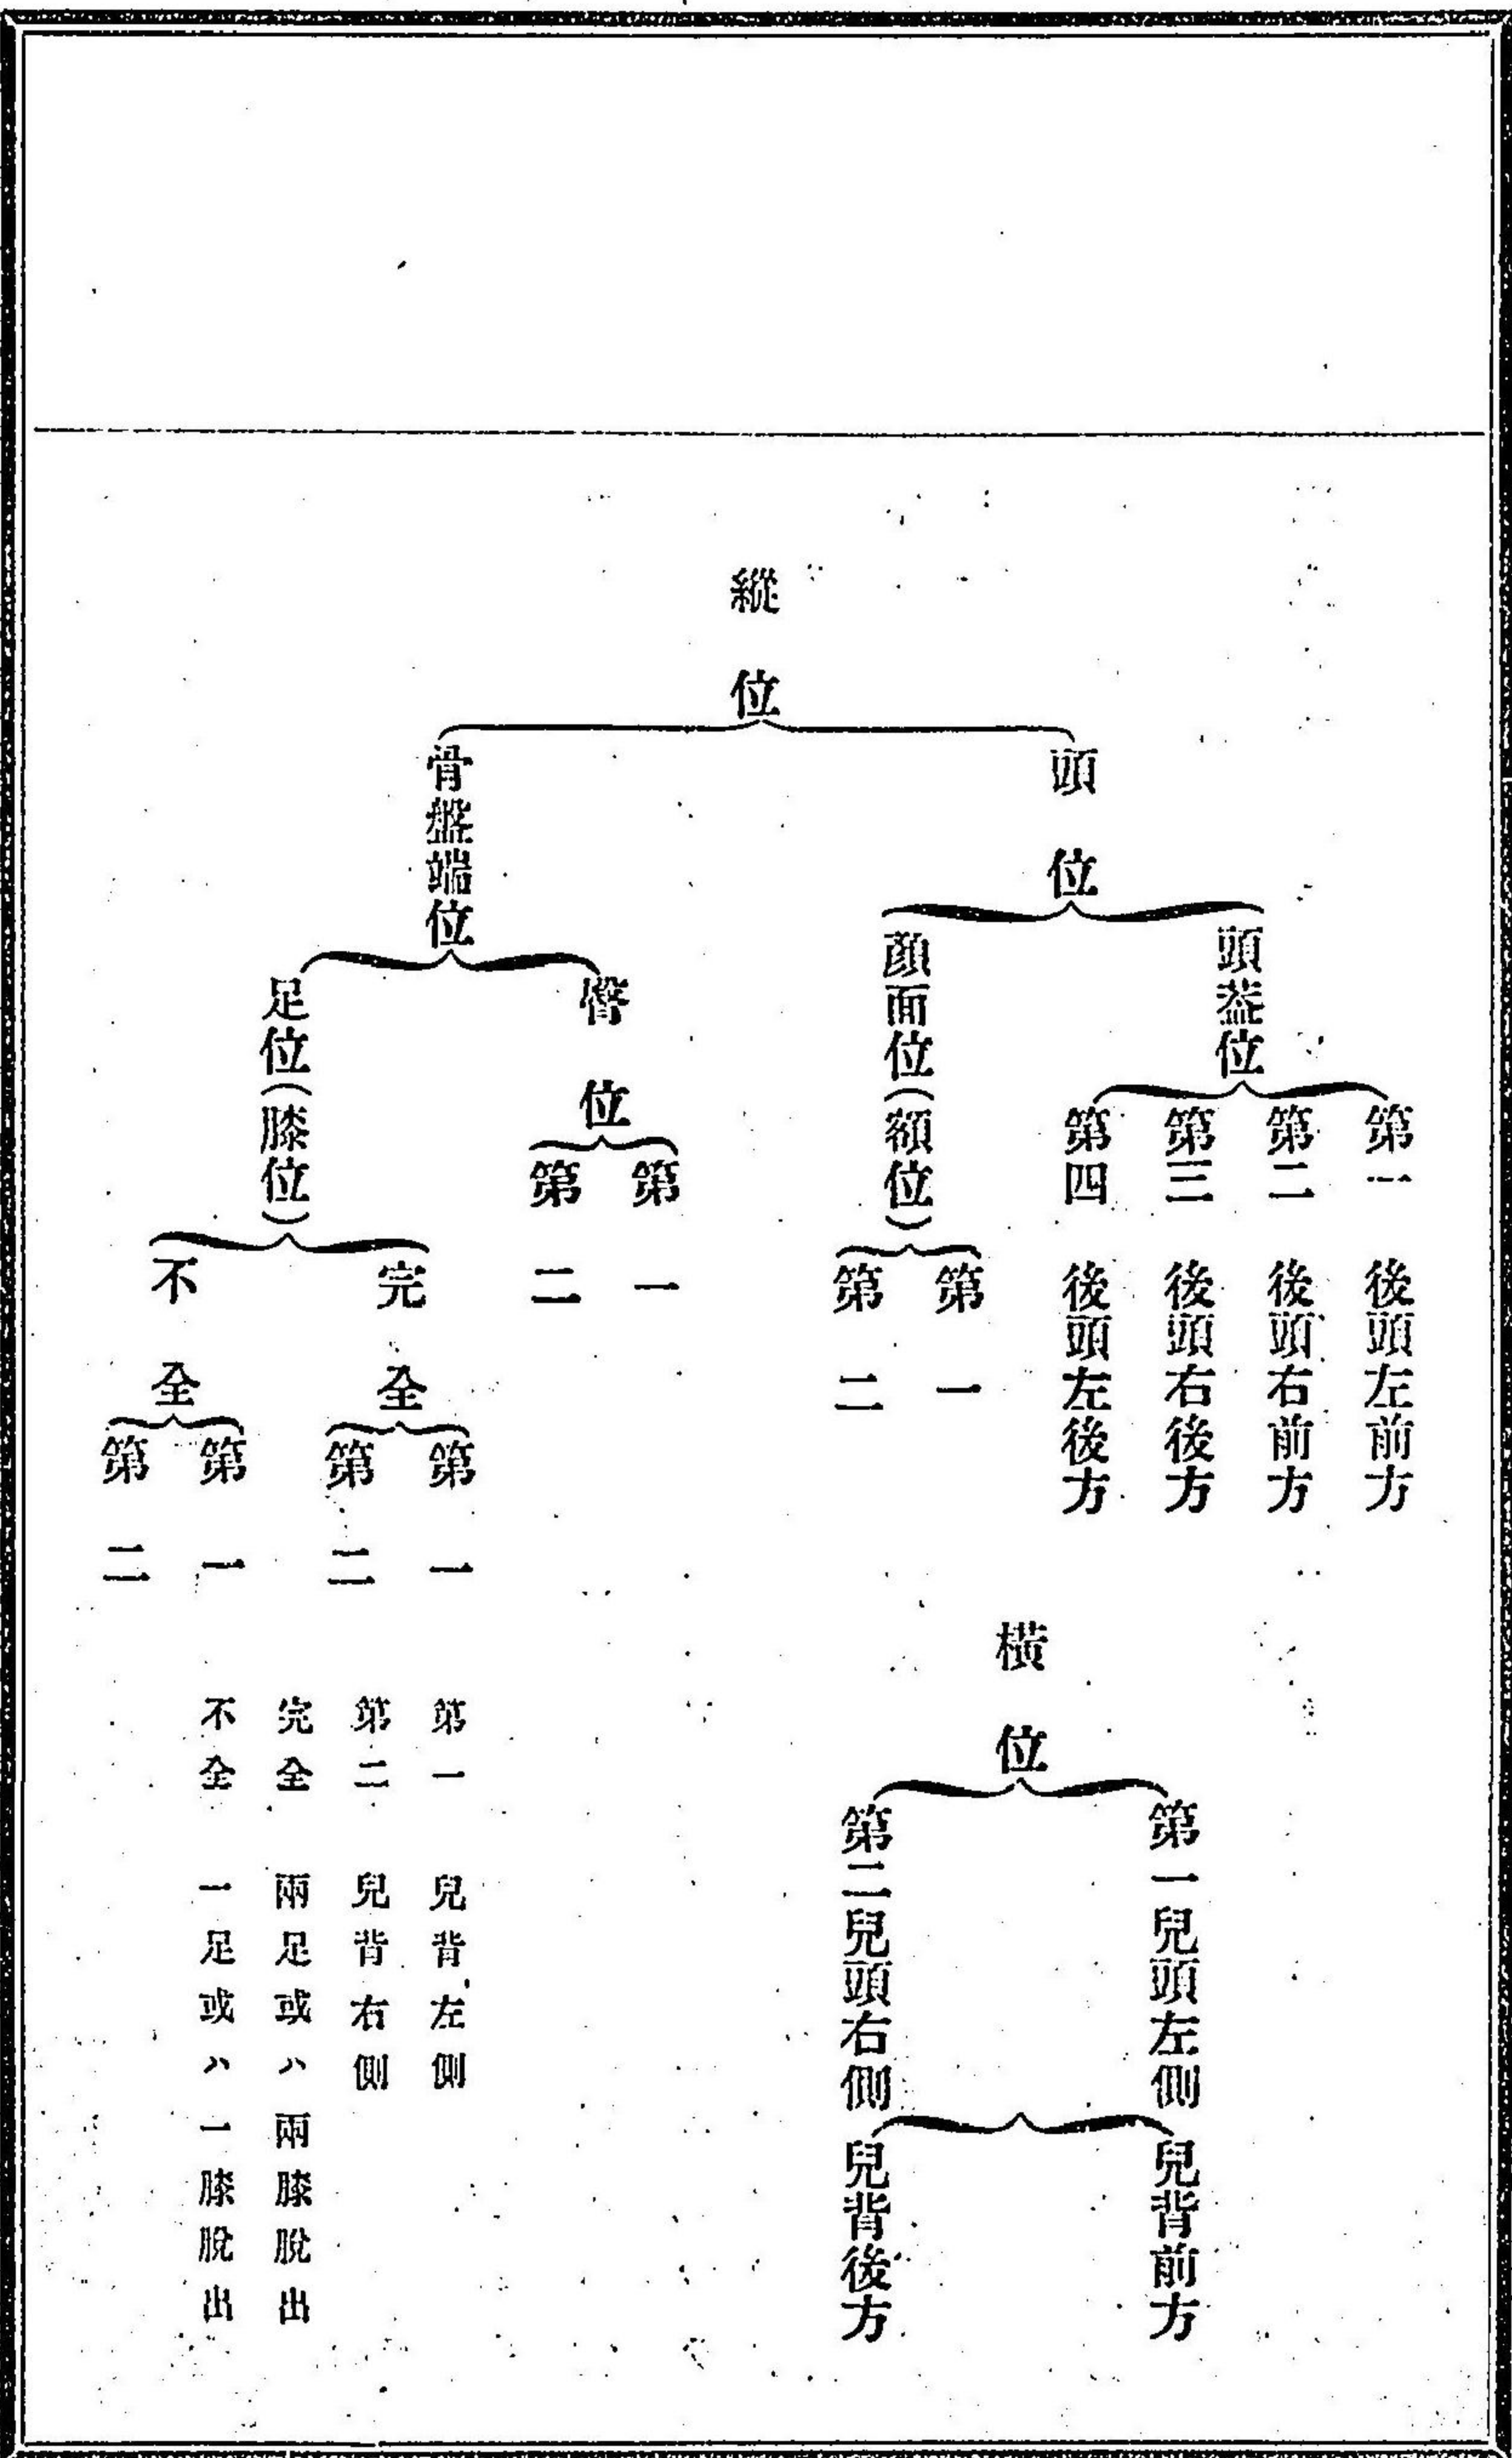 縱位
頭位
頭蓋位
第一 後頭左前方
第二 後頭右前方
第三 後頭右後方
第四 後頭左後方
顏面位(額位)
第一
第二
骨盤端位
臀位
第一
第二
足位(膝位)
完全
第一
第二
不全
第一
第二
橫位
第一兒頭左側
第二兒頭右側
兒背前方
兒背後方
第一 兒背左側
第二 兒背右側
完全 兩足或ハ兩膝脫出
不全 一足或ハ一膝脫出